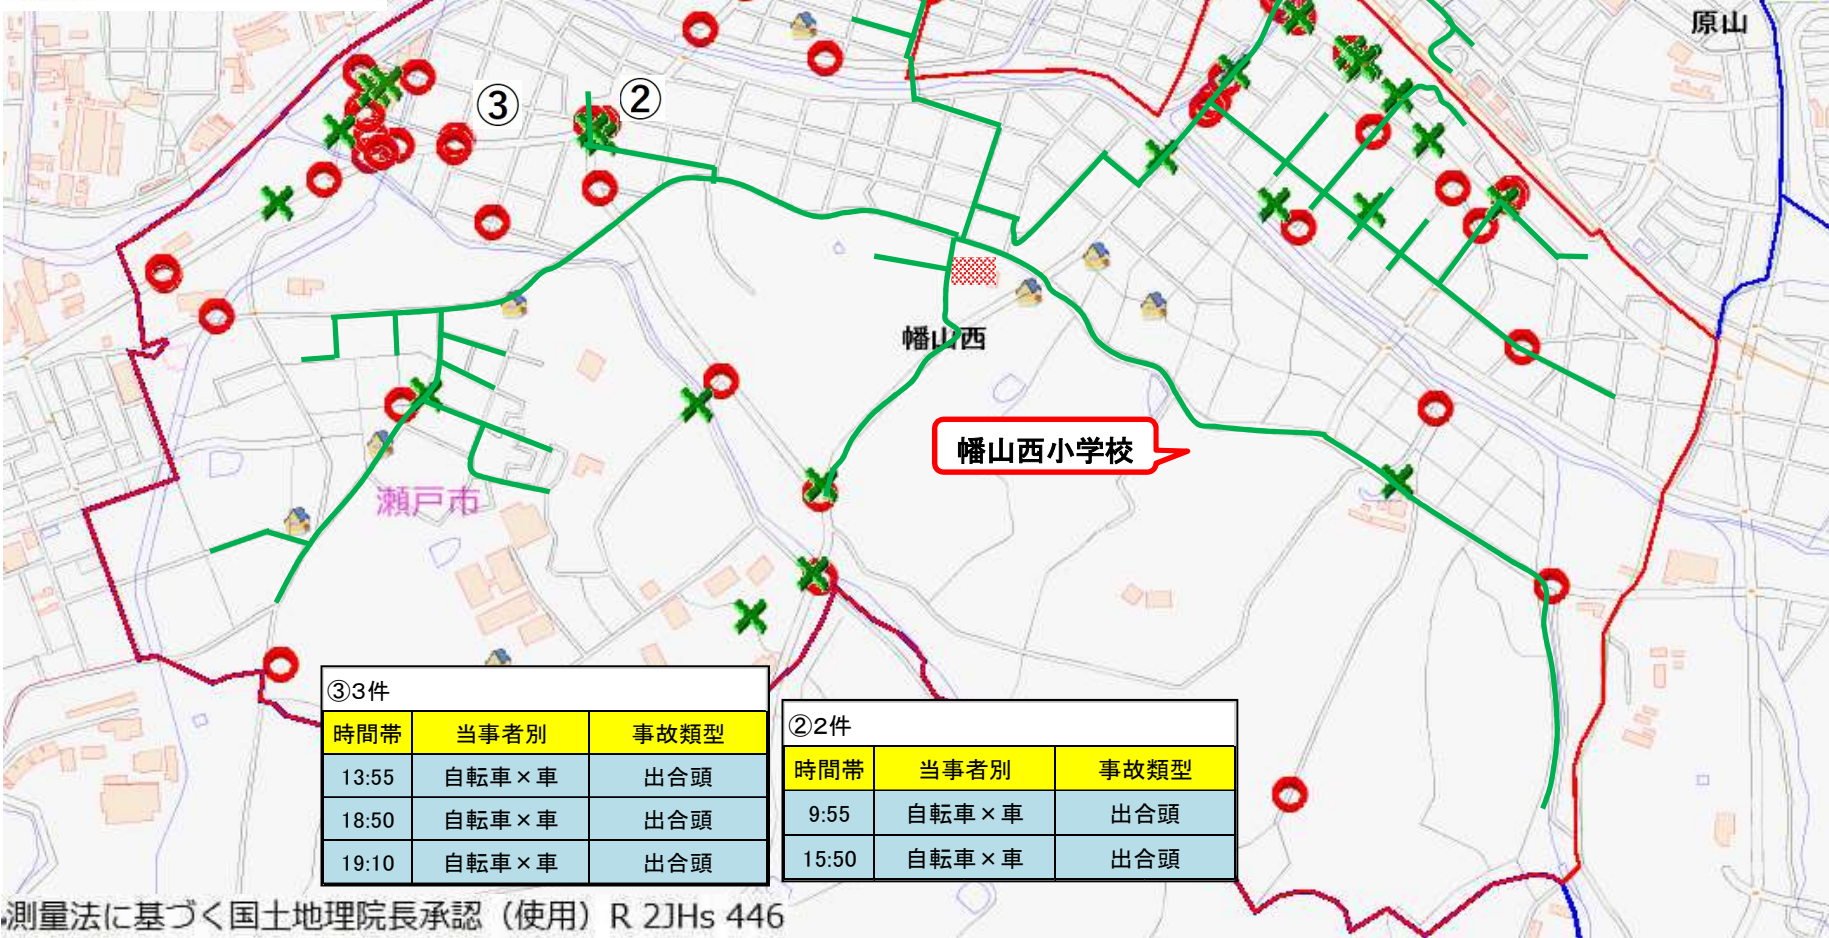 原山
③
②
幡山西
幡山西小学校
瀬戸市
③3件
時間帯 当事者別 事故類型
13:55 自転車×車 出合頭
18:50 自転車×車 出合頭
19:10 自転車×車 出合頭
②2件
時間帯 当事者別 事故類型
9:55 自転車×車 出合頭
15:50 自転車×車 出合頭
測量法に基づく国土地理院長承認（使用）R 2JHs 446